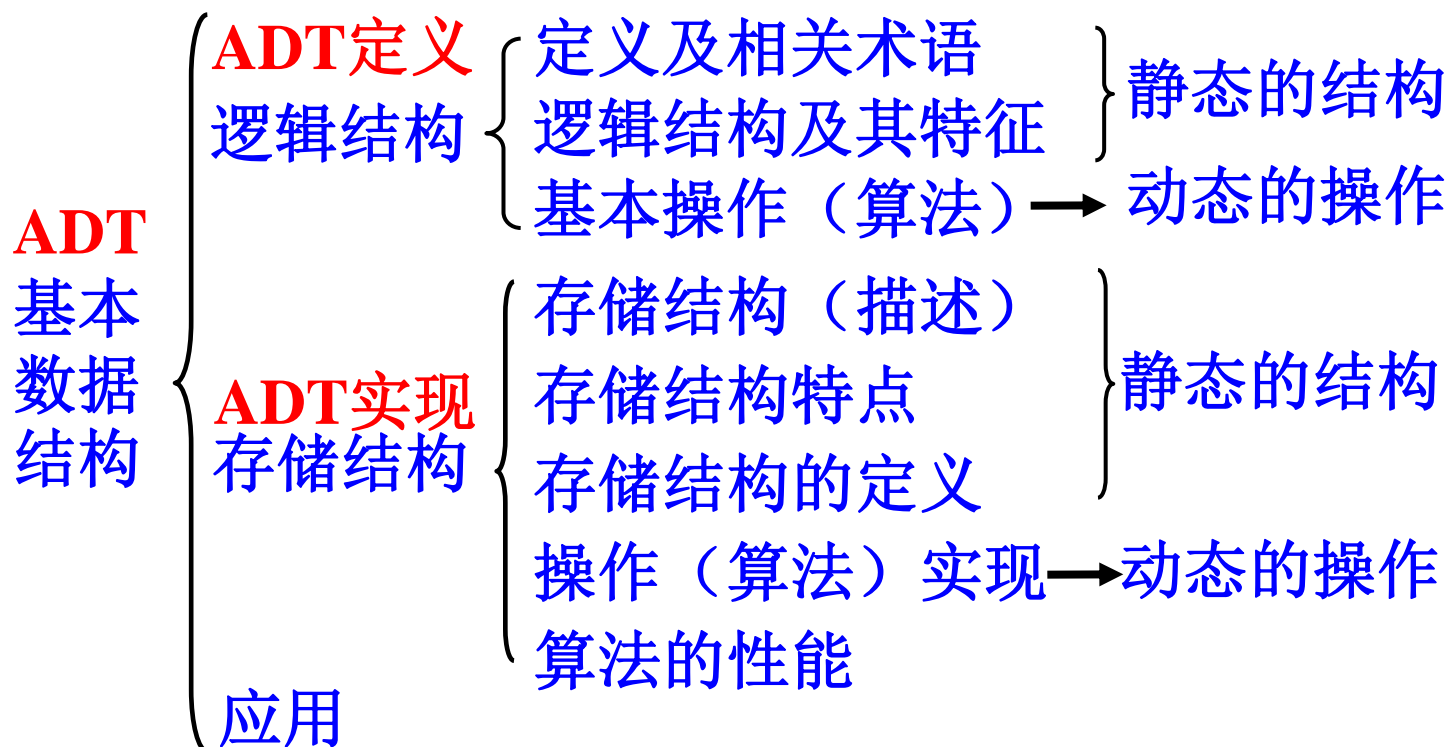 ADT
基本
数据
结构
ADT定义
逻辑结构
定义及相关术语
逻辑结构及其特征
基本操作（算法）
静态的结构
动态的操作
ADT实现
存储结构
存储结构（描述）
存储结构特点
存储结构的定义
操作（算法）实现
算法的性能
静态的结构
动态的操作
应用